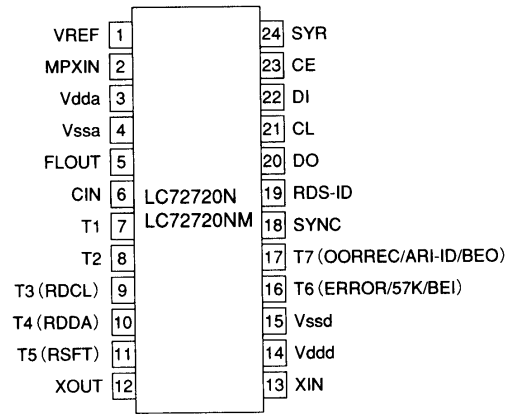 VREF 1
MPXIN 2
Vdda 3
Vssa 4
FLOUT 5
CIN 6
T1 7
T2 8
T3 (RDCL) 9
T4 (RDDA) 10
T5 (RSFT) 11
XOUT 12
LC72720N
LC72720NM
24 SYR
23 CE
22 DI
21 CL
20 DO
19 RDS-ID
18 SYNC
17 T7 (OORREC/ARI-ID/BEO)
16 T6 (ERROR/57K/BEI)
15 Vssd
14 Vddd
13 XIN